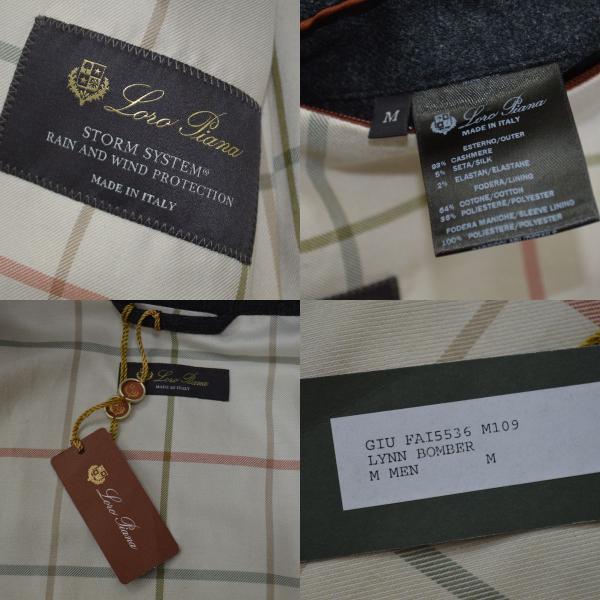 Loro Piana
STORM SYSTEM®
RAIN AND WIND PROTECTION
MADE IN ITALY
M
Loro Piana
MADE IN ITALY
ESTERNO/OUTER
93% CASHMERE
5% SETA/SILK
2% ELASTAN/ELASTANE
FODERA/LINING
64% COTONE/COTTON
36% POLIESTERE/POLYESTER
FODERA MANICHE/SLEEVE LINING
100% POLIESTERE/POLYESTER
Loro Piana
MADE IN ITALY
Loro Piana
GIU FAI5536 M109
LYNN BOMBER
M MEN M